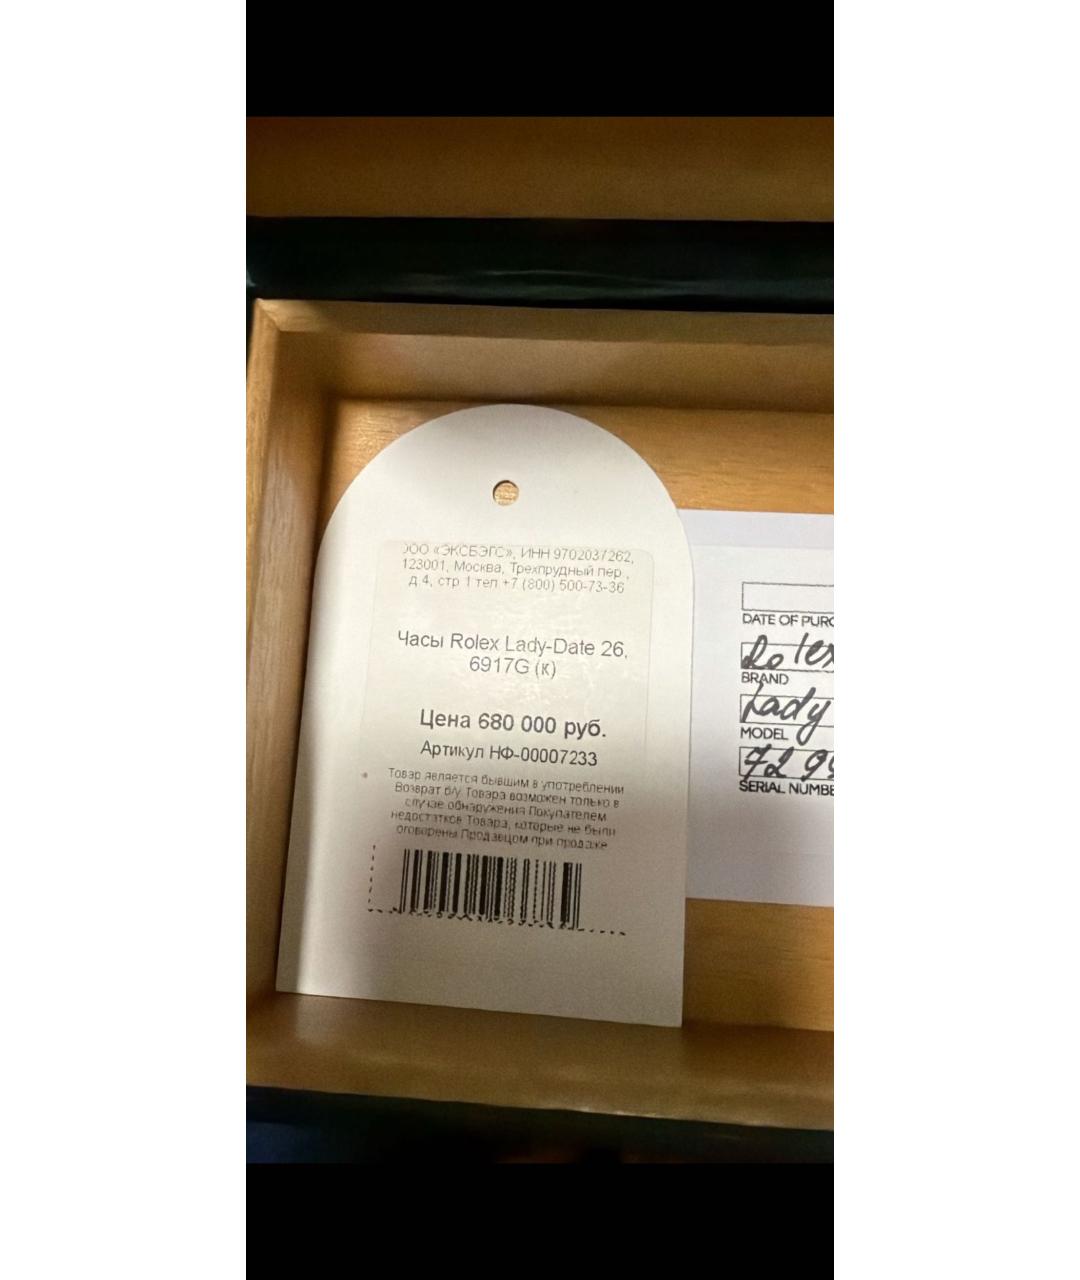 ООО «ЭКСБЭГС», ИНН 9702037262,
123001, Москва, Трехпрудный пер.,
д 4, стр 1 тел +7 (800) 500-73-36
Часы Rolex Lady-Date 26,
6917G (к)
Цена 680 000 руб.
Артикул НФ-00007233
Товар является бывшим в употреблении
Возврат б/у Товара возможен только в
случае обнаружения Покупателем
недостатков Товара, которые не были
оговорены Продавцом при продаже
DATE OF PURC
Rolex
BRAND
Lady
MODEL
SERIAL NUMBE